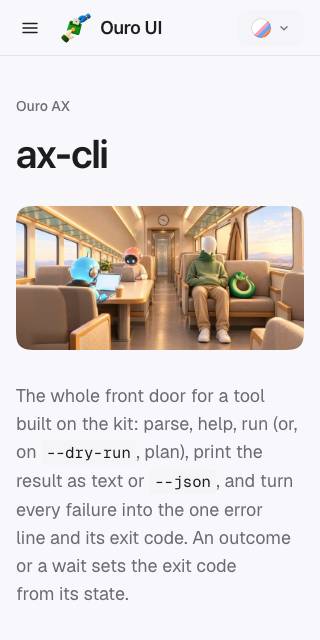 Ouro UI
Ouro AX
ax-cli
The whole front door for a tool
built on the kit: parse, help, run (or,
on --dry-run , plan), print the
result as text or --json , and turn
every failure into the one error
line and its exit code. An outcome
or a wait sets the exit code
from its state.